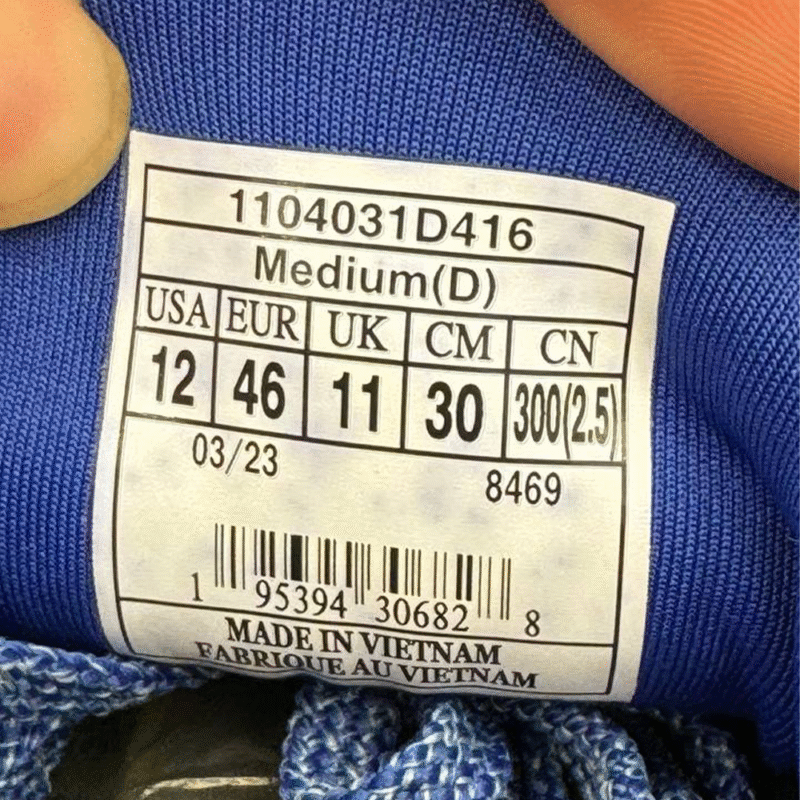 1104031D416
Medium(D)
USA EUR UK CM CN
12 46 11 30 300(2.5)
03/23 8469
1 95394 30682 8
MADE IN VIETNAM
FABRIQUE AU VIETNAM